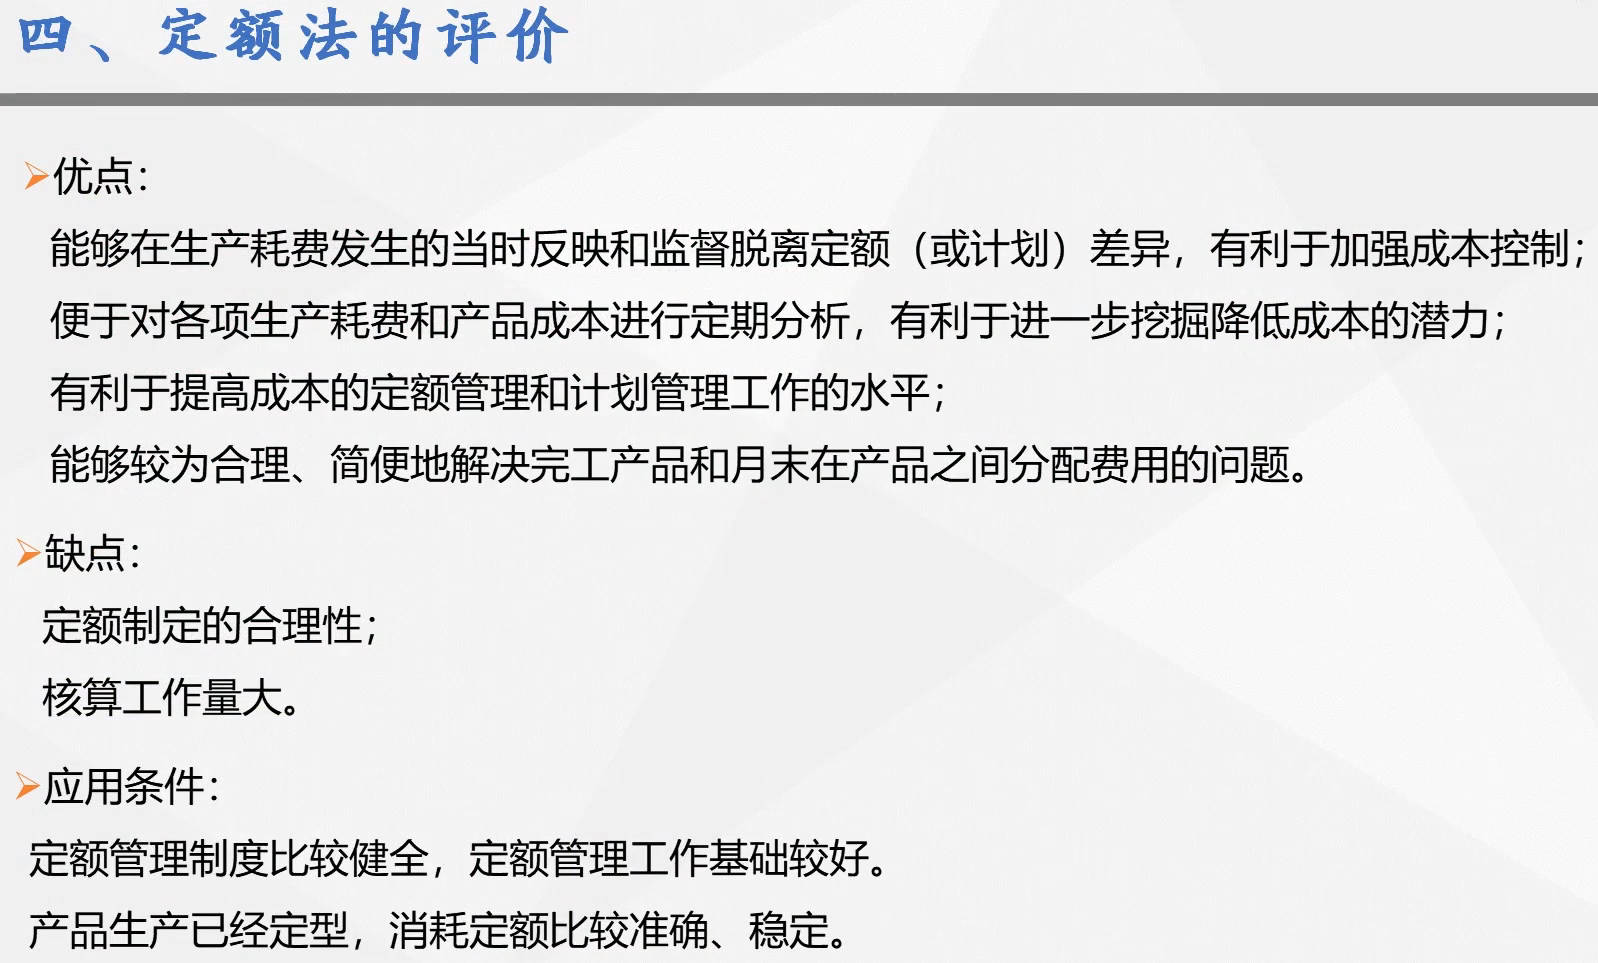 四、定额法的评价
优点：
能够在生产耗费发生的当时反映和监督脱离定额（或计划）差异，有利于加强成本控制；
便于对各项生产耗费和产品成本进行定期分析，有利于进一步挖掘降低成本的潜力；
有利于提高成本的定额管理和计划管理工作的水平；
能够较为合理、简便地解决完工产品和月末在产品之间分配费用的问题。
缺点：
定额制定的合理性；
核算工作量大。
应用条件：
定额管理制度比较健全，定额管理工作基础较好。
产品生产已经定型，消耗定额比较准确、稳定。